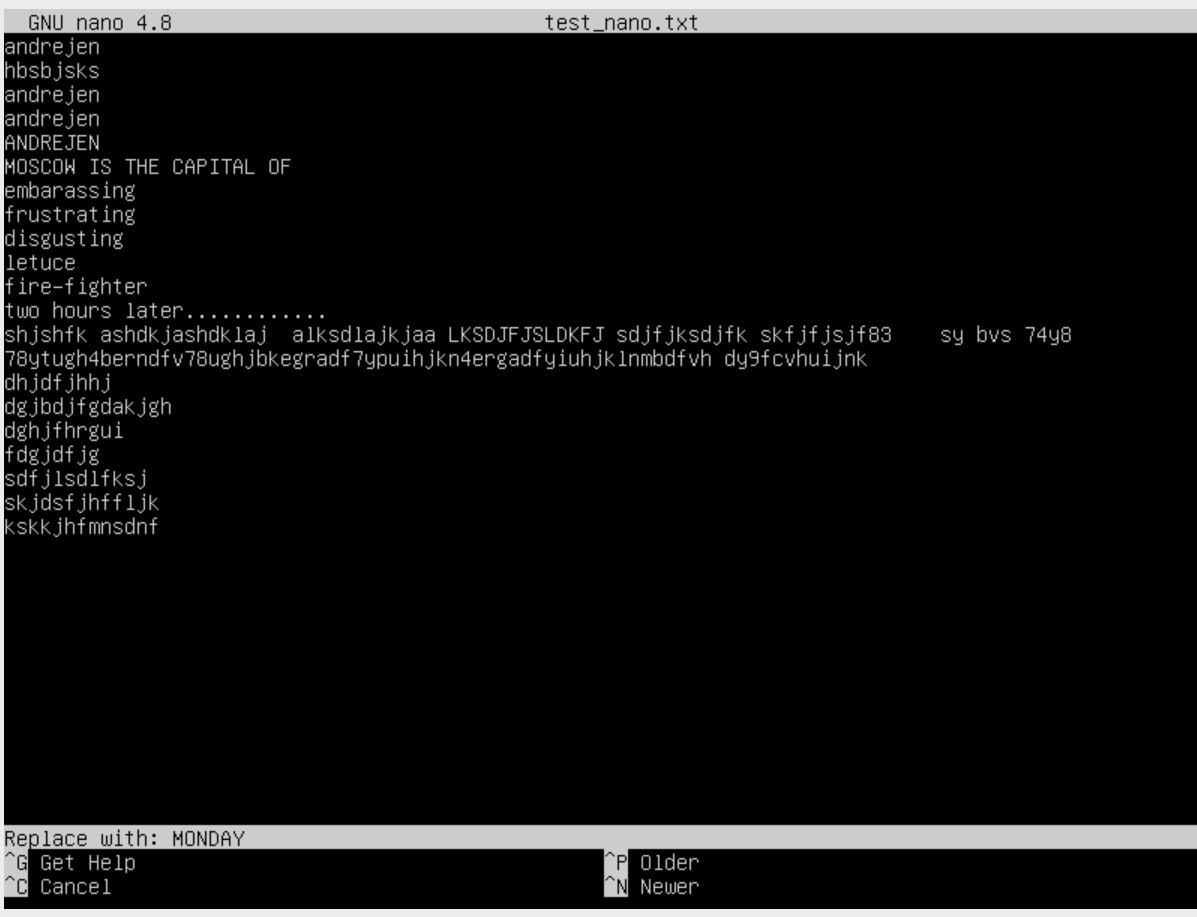 GNU nano 4.8 test_nano.txt
andrejen
hbsbjsks
andrejen
andrejen
ANDREJEN
MOSCOW IS THE CAPITAL OF
embarassing
frustrating
disgusting
letuce
fire-fighter
two hours later............
shjshfk ashdkjashdklaj  alksdlajkjaa LKSDJFJSLDKFJ sdjfjksdjfk skfjfjsjf83    sy bvs 74y8
78ytugh4berndfv78ughjbkegradf7ypuihjkn4ergadfyiuhjklnmbdfvh dy9fcvhuijnk
dhjdfjhhj
dgjbdjfgdakjgh
dghjfhrgui
fdgjdfjg
sdfjlsdlfksj
skjdsfjhffljk
kskkjhfmnsdnf
Replace with: MONDAY
^G Get Help ^P Older
^C Cancel ^N Newer